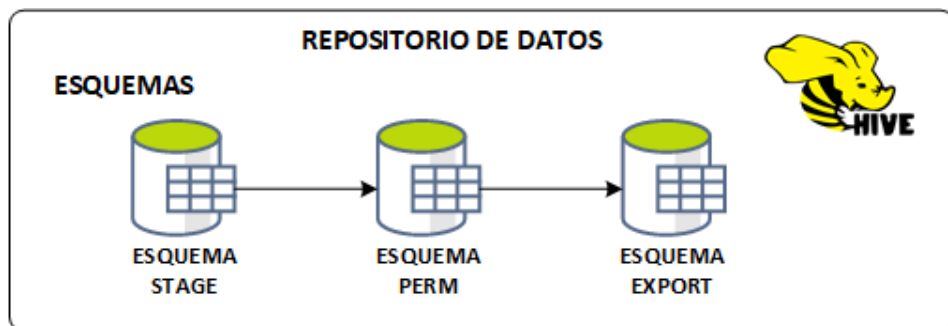 REPOSITORIO DE DATOS
ESQUEMAS
HIVE
ESQUEMA
STAGE
ESQUEMA
PERM
ESQUEMA
EXPORT